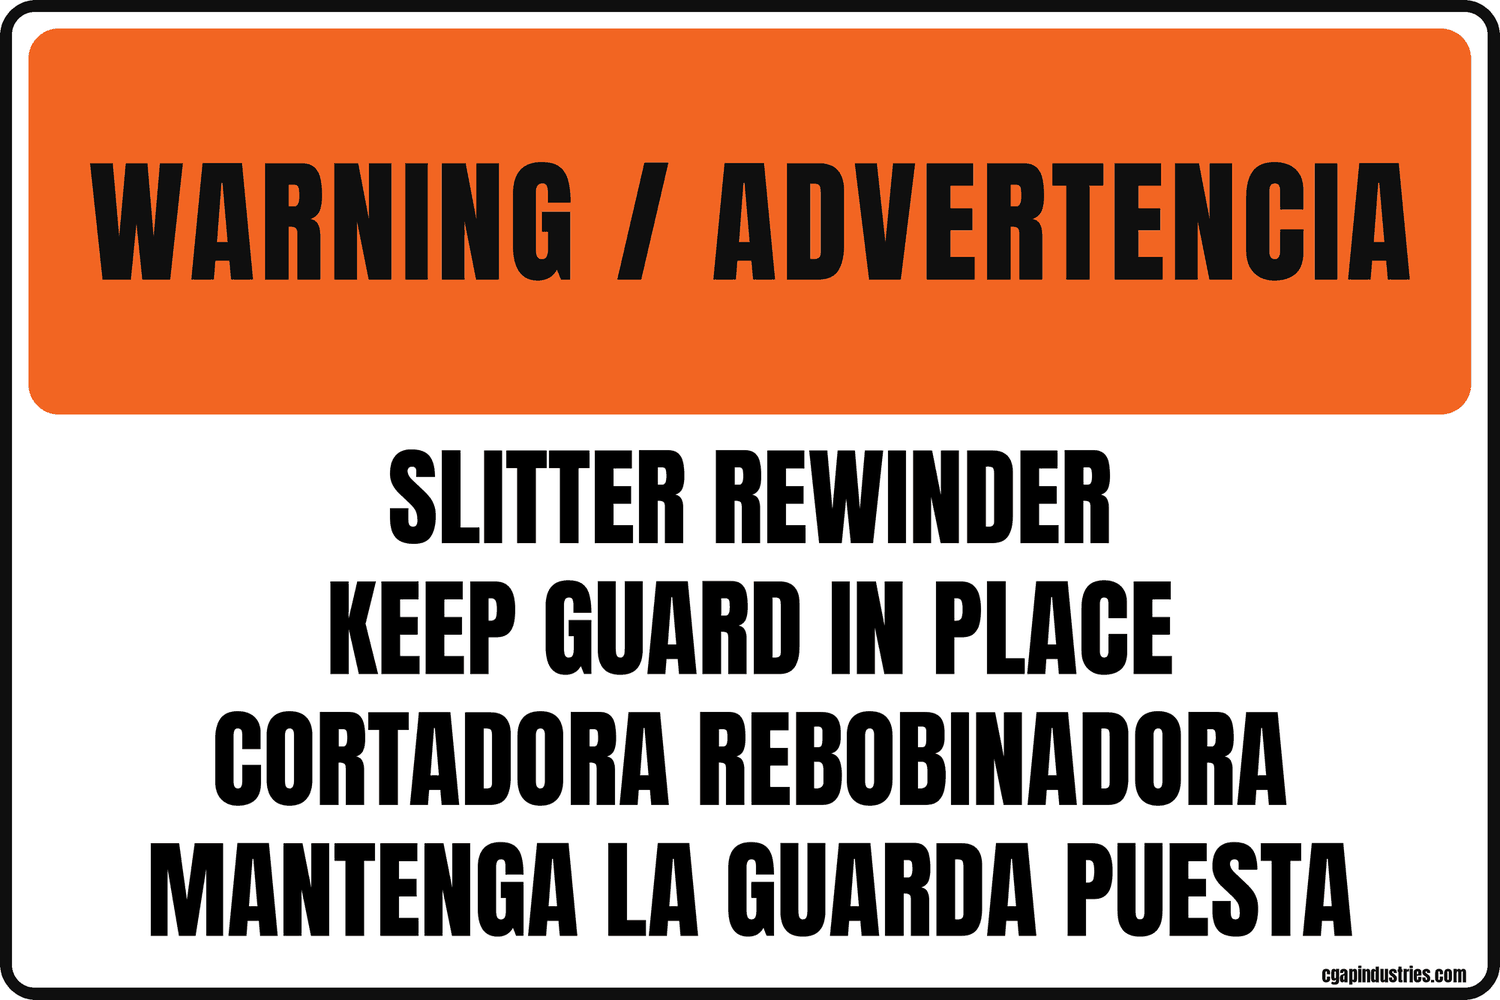 WARNING / ADVERTENCIA
SLITTER REWINDER
KEEP GUARD IN PLACE
CORTADORA REBOBINADORA
MANTENGA LA GUARDA PUESTA
cgapindustries.com